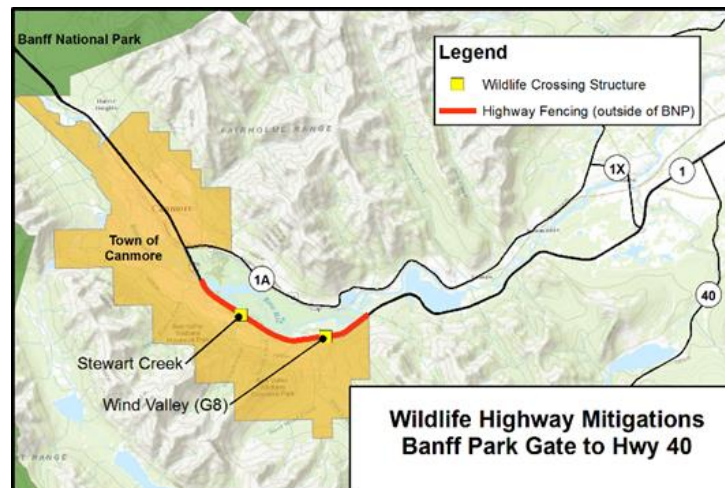 Banff National Park
Legend
Wildlife Crossing Structure
Highway Fencing (outside of BNP)
FAIRHOLME RANGE
1X
1
Town of
Canmore
1A
40
Stewart Creek
Wind Valley (G8)
Wildlife Highway Mitigations
Banff Park Gate to Hwy 40
RANGE